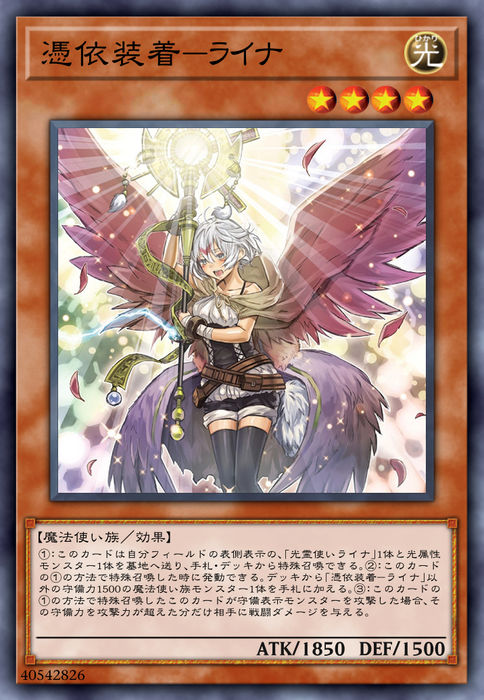 憑依装着－ライナ
ひかり
光
【魔法使い族／効果】
①：このカードは自分フィールドの表側表示の、「光霊使いライナ」1体と光属性
モンスター1体を墓地へ送り、手札・デッキから特殊召喚できる。②：このカード
の①の方法で特殊召喚した時に発動できる。デッキから「憑依装着－ライナ」以
外の守備力1500の魔法使い族モンスター1体を手札に加える。③：このカードの
①の方法で特殊召喚したこのカードが守備表示モンスターを攻撃した場合、そ
の守備力を攻撃力が超えた分だけ相手に戦闘ダメージを与える。
ATK/1850 DEF/1500
40542826